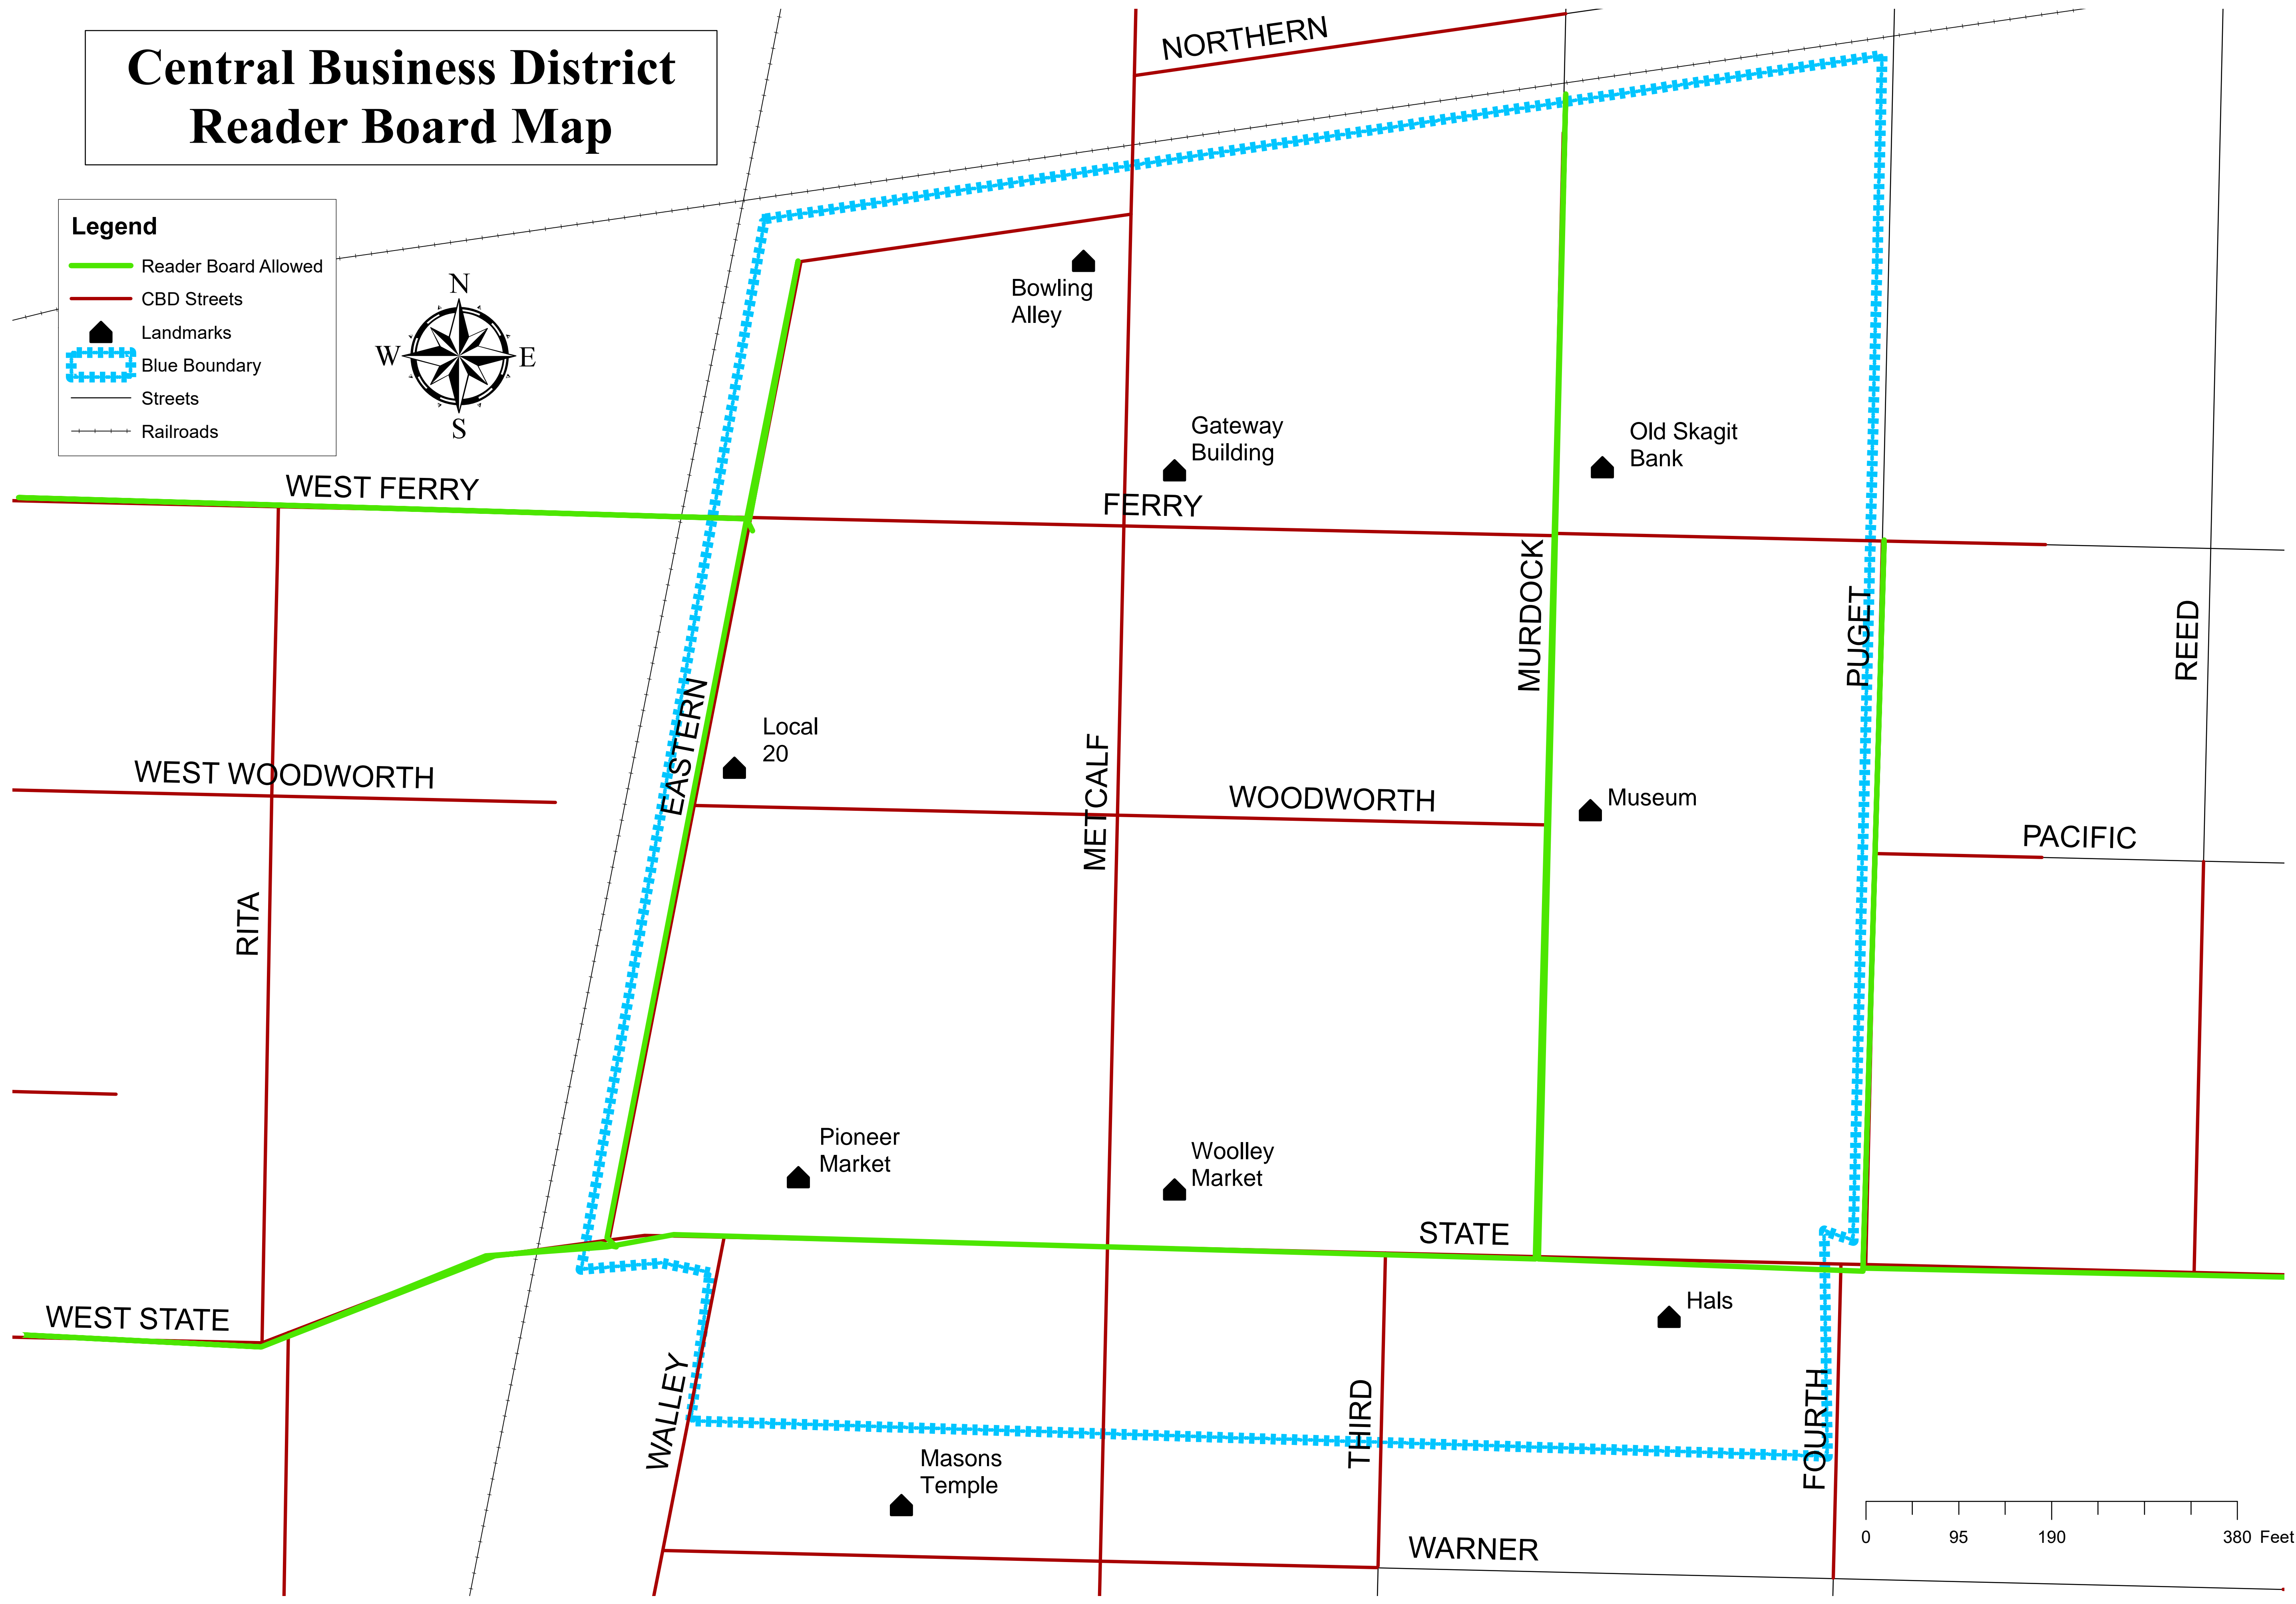 Central Business District
Reader Board Map
NORTHERN
Legend
Reader Board Allowed
CBD Streets
Landmarks
Blue Boundary
Streets
Railroads
N
W
E
S
Bowling
Alley
Gateway
Building
Old Skagit
Bank
WEST FERRY
FERRY
MURDOCK
PUGET
REED
EASTERN
Local
20
METCALF
WEST WOODWORTH
WOODWORTH
Museum
PACIFIC
RITA
Pioneer
Market
Woolley
Market
STATE
WEST STATE
Hals
WALLEY
THIRD
FOURTH
Masons
Temple
WARNER
0 95 190 380 Feet